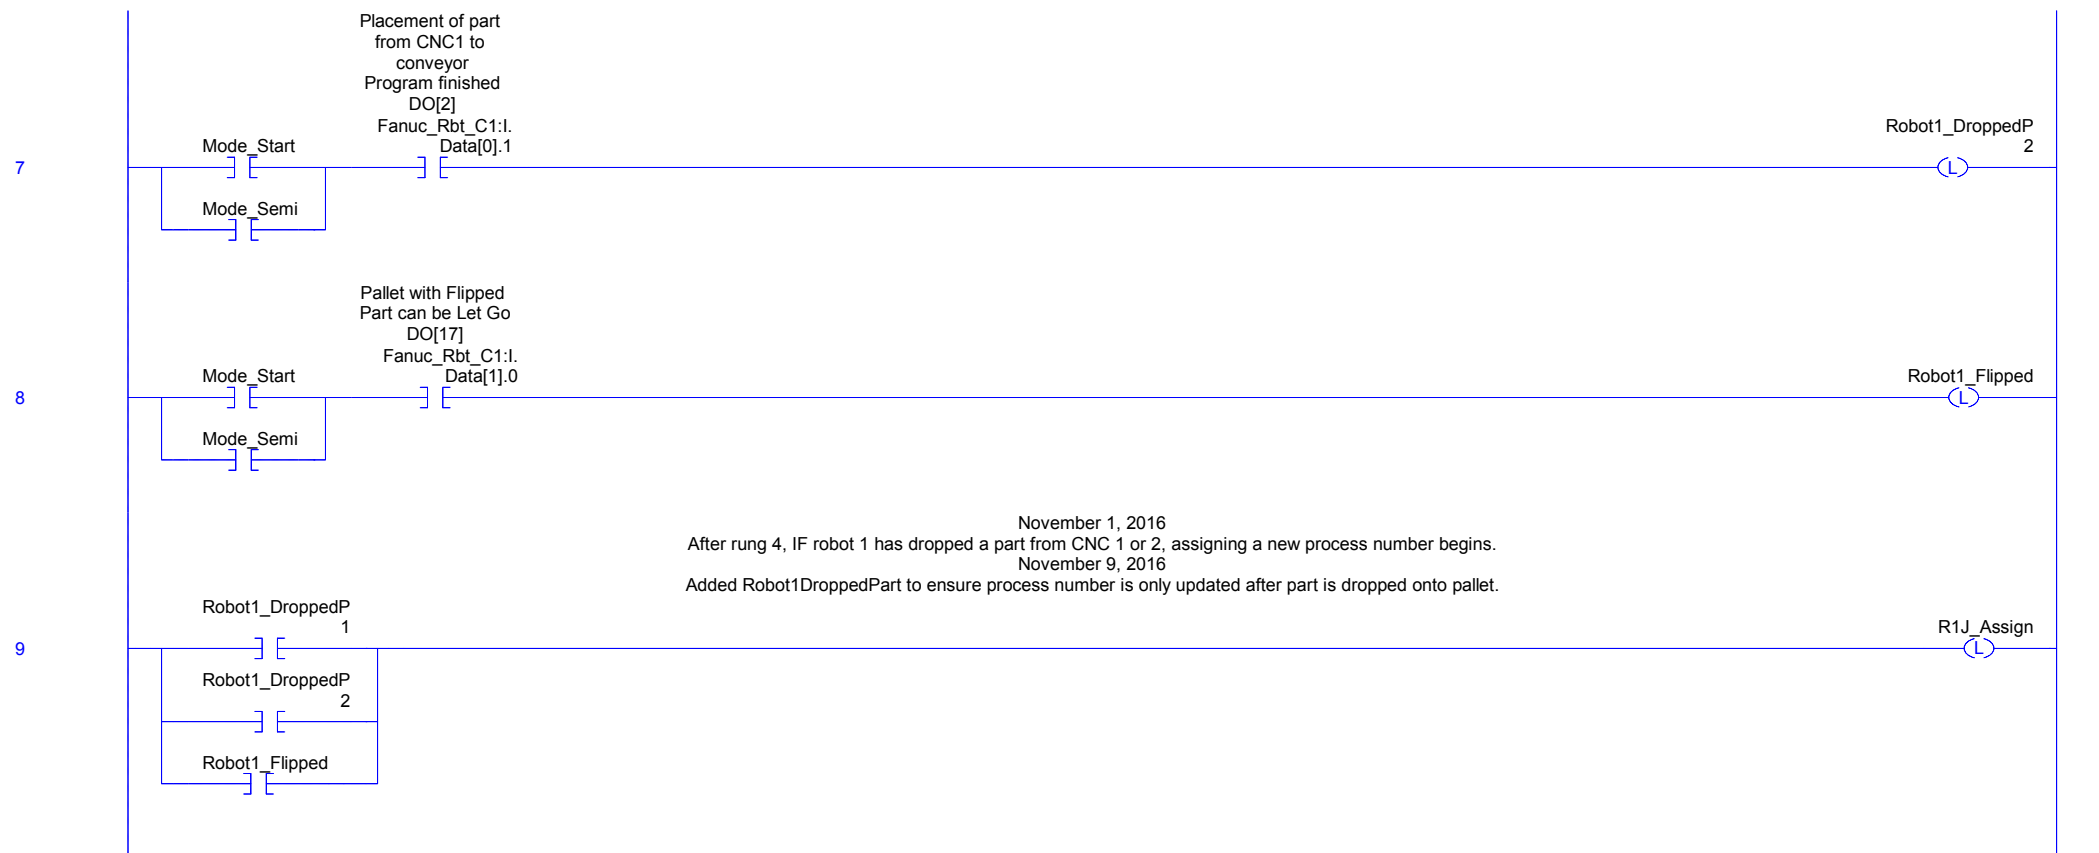 Placement of part
from CNC1 to
conveyor
Program finished
DO[2]
Fanuc_Rbt_C1:I.
Data[0].1
Mode_Start
Robot1_DroppedP
2
7
L
Mode_Semi
Pallet with Flipped
Part can be Let Go
DO[17]
Fanuc_Rbt_C1:I.
Data[1].0
Mode_Start
Robot1_Flipped
8
L
Mode_Semi
November 1, 2016
After rung 4, IF robot 1 has dropped a part from CNC 1 or 2, assigning a new process number begins.
November 9, 2016
Added Robot1DroppedPart to ensure process number is only updated after part is dropped onto pallet.
Robot1_DroppedP
1
R1J_Assign
9
L
Robot1_DroppedP
2
Robot1_Flipped